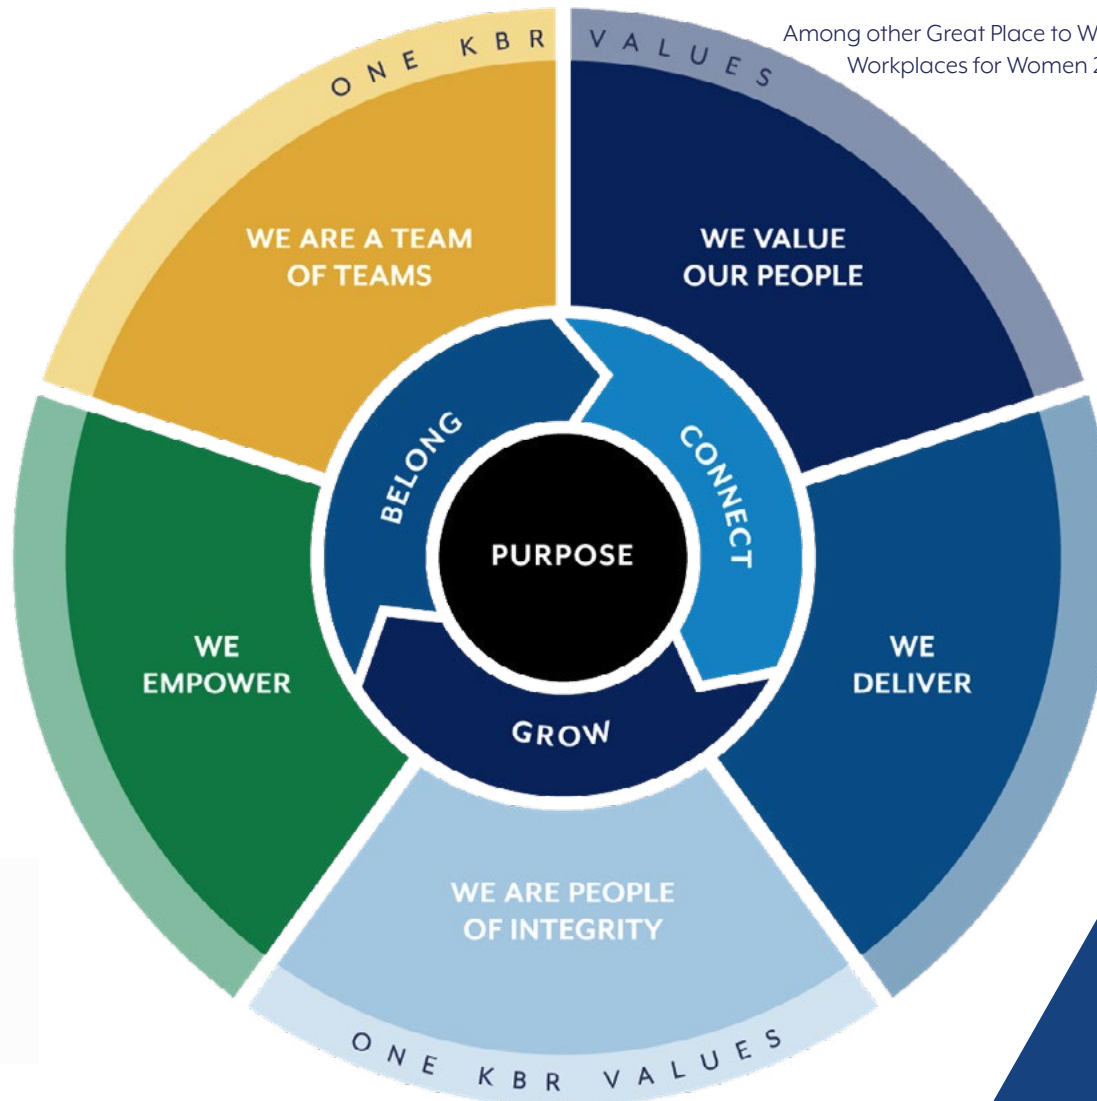 Among other Great Place to W
Workplaces for Women 2
ONE KBR VALUES
WE ARE A TEAM
OF TEAMS
WE VALUE
OUR PEOPLE
BELONG
CONNECT
PURPOSE
GROW
WE
EMPOWER
WE
DELIVER
WE ARE PEOPLE
OF INTEGRITY
ONE KBR VALUES